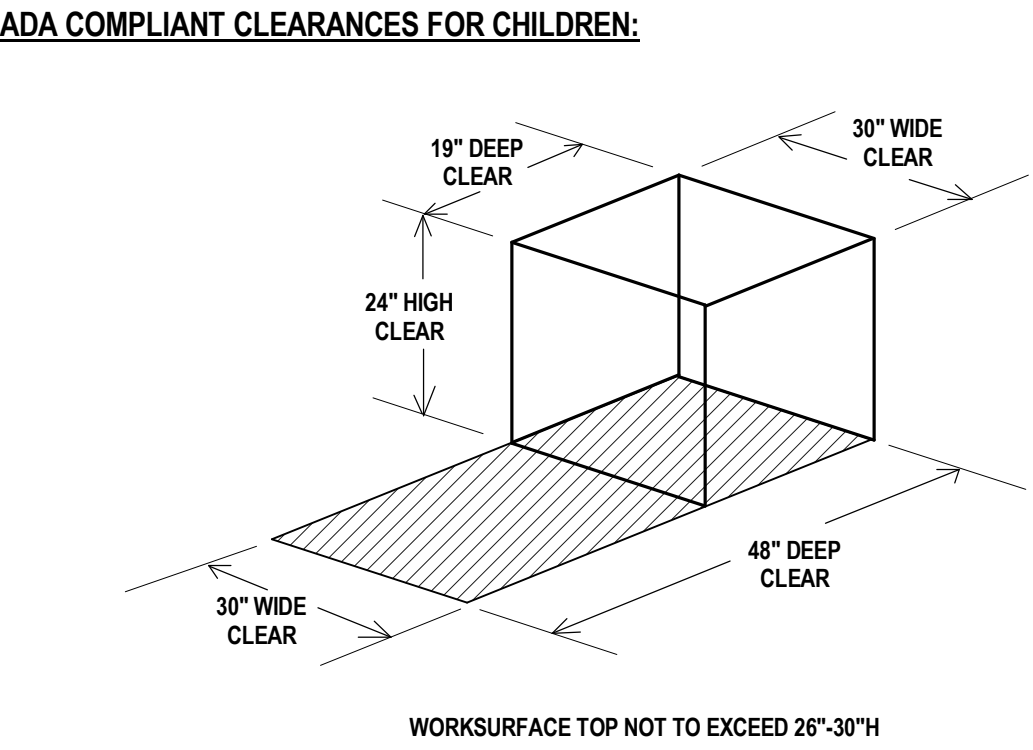 ADA COMPLIANT CLEARANCES FOR CHILDREN:
30" WIDE
CLEAR
19" DEEP
CLEAR
24" HIGH
CLEAR
48" DEEP
CLEAR
30" WIDE
CLEAR
WORKSURFACE TOP NOT TO EXCEED 26"-30"H